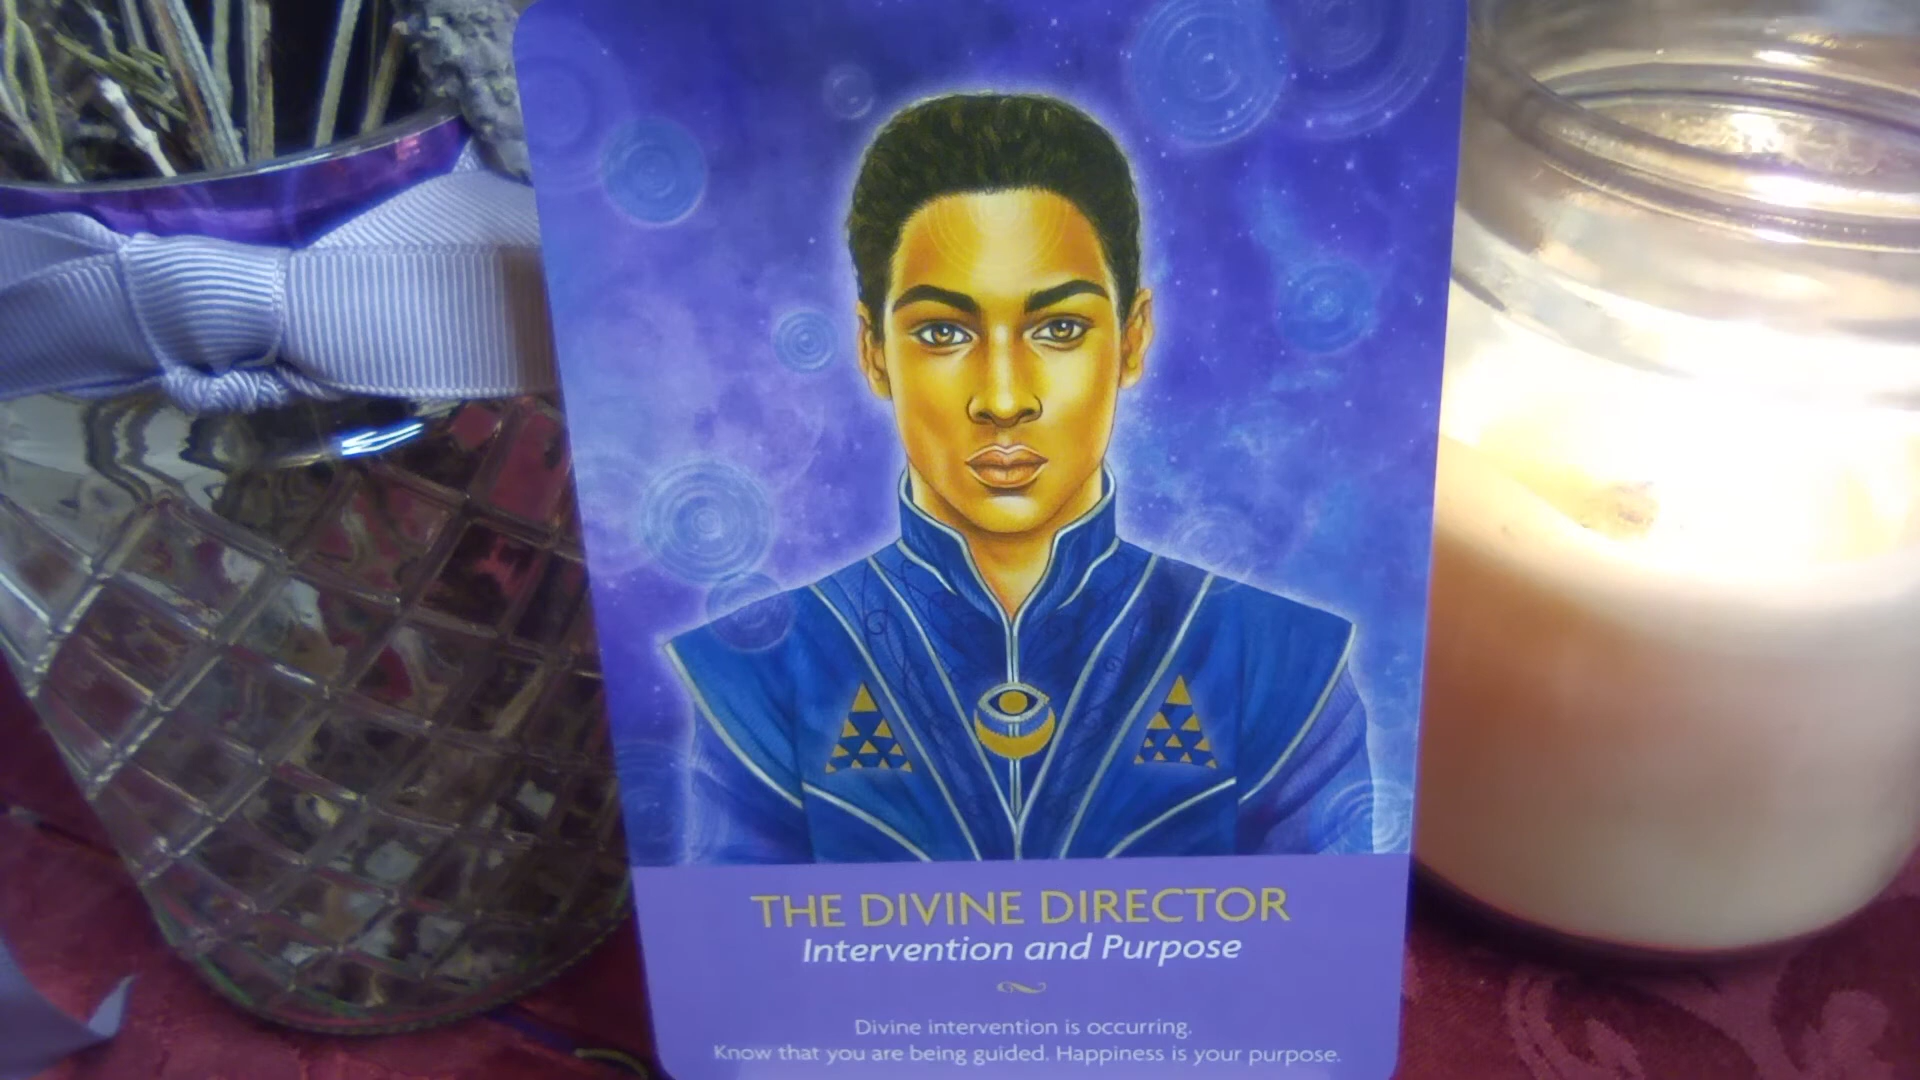 THE DIVINE DIRECTOR
Intervention and Purpose
Divine intervention is occurring.
Know that you are being guided. Happiness is your purpose.